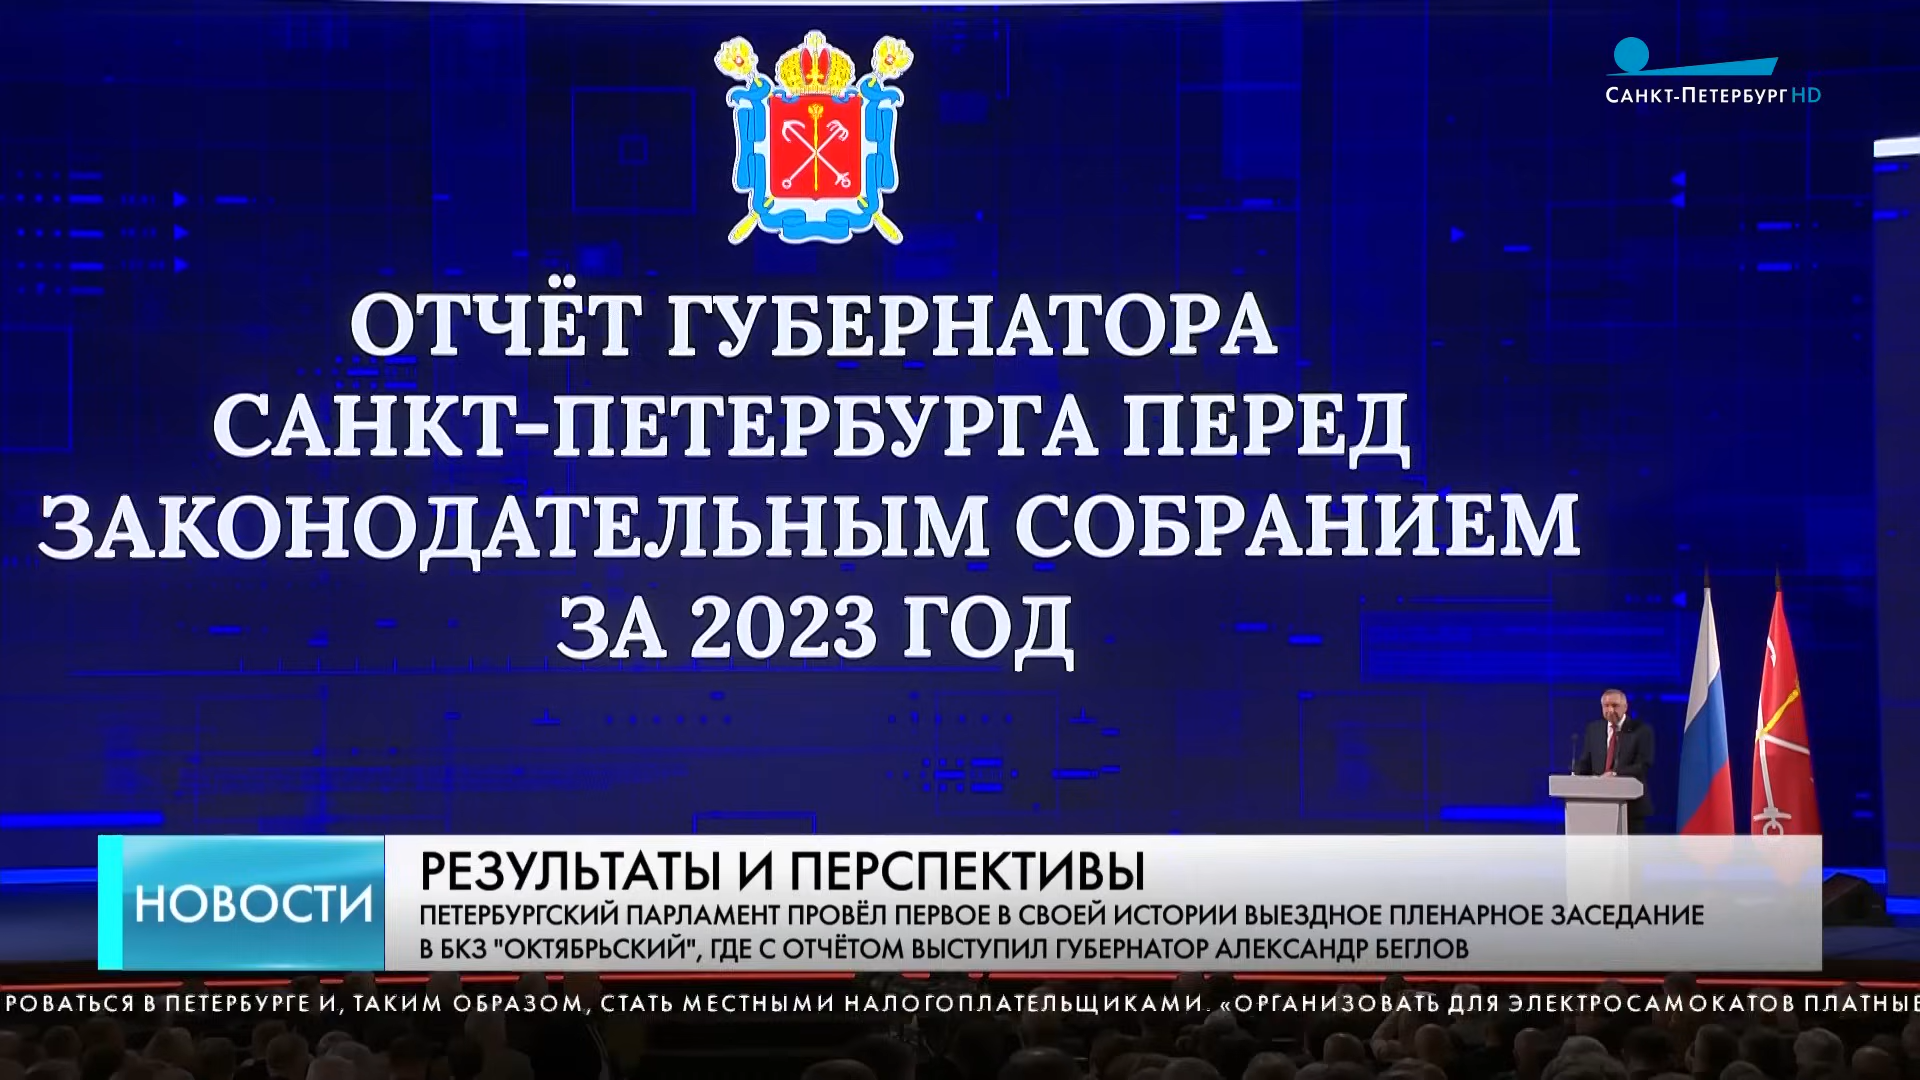 САНКТ-ПЕТЕРБУРГ HD
ОТЧЁТ ГУБЕРНАТОРА
САНКТ-ПЕТЕРБУРГА ПЕРЕД
ЗАКОНОДАТЕЛЬНЫМ СОБРАНИЕМ
ЗА 2023 ГОД
НОВОСТИ
РЕЗУЛЬТАТЫ И ПЕРСПЕКТИВЫ
ПЕТЕРБУРГСКИЙ ПАРЛАМЕНТ ПРОВЁЛ ПЕРВОЕ В СВОЕЙ ИСТОРИИ ВЫЕЗДНОЕ ПЛЕНАРНОЕ ЗАСЕДАНИЕ
В БКЗ "ОКТЯБРЬСКИЙ", ГДЕ С ОТЧЁТОМ ВЫСТУПИЛ ГУБЕРНАТОР АЛЕКСАНДР БЕГЛОВ
РОВАТЬСЯ В ПЕТЕРБУРГЕ И, ТАКИМ ОБРАЗОМ, СТАТЬ МЕСТНЫМИ НАЛОГОПЛАТЕЛЬЩИКАМИ. «ОРГАНИЗОВАТЬ ДЛЯ ЭЛЕКТРОСАМОКАТОВ ПЛАТНЫЕ